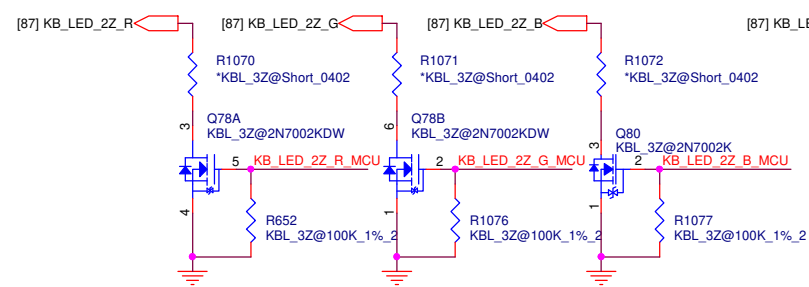 [87] KB_LED_2Z_R
[87] KB_LED_2Z_G
[87] KB_LED_2Z_B
R1070
*KBL_3Z@Short_0402
R1071
*KBL_3Z@Short_0402
R1072
*KBL_3Z@Short_0402
3
Q78A
KBL_3Z@2N7002KDW
6
Q78B
KBL_3Z@2N7002KDW
3
Q80
KBL_3Z@2N7002K
5
KB_LED_2Z_R_MCU
2
KB_LED_2Z_G_MCU
2
KB_LED_2Z_B_MCU
4
1
1
R652
KBL_3Z@100K_1%_2
R1076
KBL_3Z@100K_1%_2
R1077
KBL_3Z@100K_1%_2